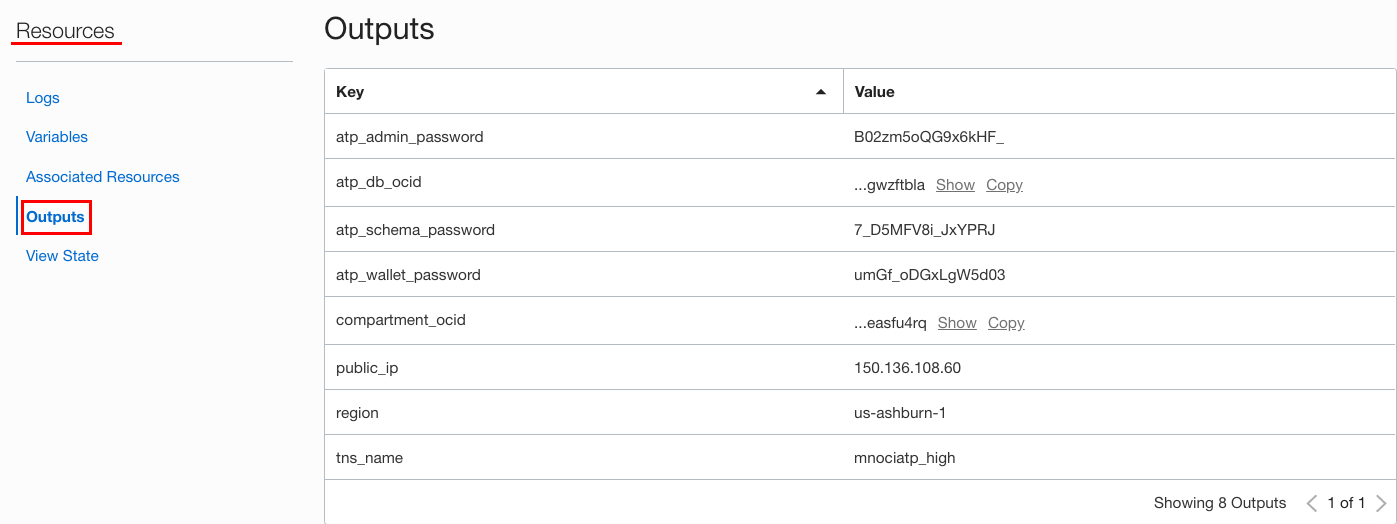 Resources
Logs
Variables
Associated Resources
Outputs
View State
Outputs
Key Value
atp_admin_password B02zm5oQG9x6kHF_
atp_db_ocid ...gwzftbla Show Copy
atp_schema_password 7_D5MFV8i_JxYPRJ
atp_wallet_password umGf_oDGxLgW5d03
compartment_ocid ...easfu4rq Show Copy
public_ip 150.136.108.60
region us-ashburn-1
tns_name mnociatp_high
Showing 8 Outputs 1 of 1